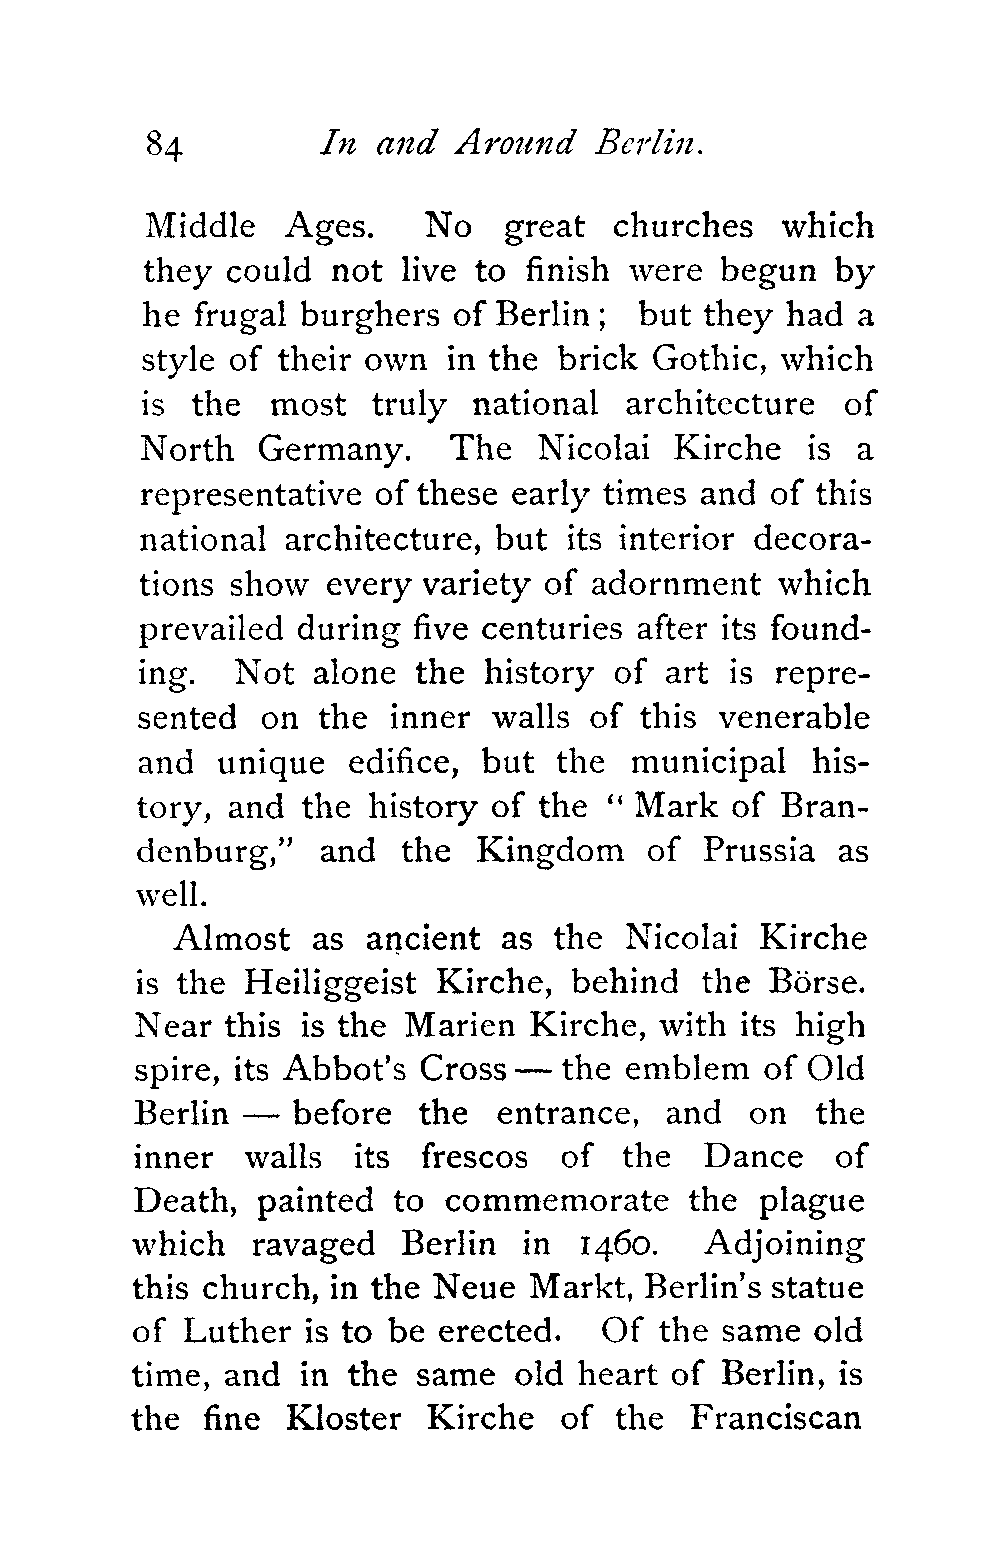 84 In and Around Berlin.
Middle Ages. No great churches which
they could not live to finish were begun by
he frugal burghers of Berlin ; but they had a
style of their own in the brick Gothic, which
is the most truly national architecture of
North Germany. The Nicolai Kirche is a
representative of these early times and of this
national architecture, but its interior decora-
tions show every variety of adornment which
prevailed during five centuries after its found-
ing. Not alone the history of art is repre-
sented on the inner walls of this venerable
and unique edifice, but the municipal his-
tory, and the history of the “ Mark of Bran-
denburg,” and the Kingdom of Prussia as
well.
Almost as ancient as the Nicolai Kirche
is the Heiliggeist Kirche, behind the Börse.
Near this is the Marien Kirche, with its high
spire, its Abbot's Cross — the emblem of Old
Berlin — before the entrance, and on the
inner walls its frescos of the Dance of
Death, painted to commemorate the plague
which ravaged Berlin in 1460. Adjoining
this church, in the Neue Markt, Berlin's statue
of Luther is to be erected. Of the same old
time, and in the same old heart of Berlin, is
the fine Kloster Kirche of the Franciscan